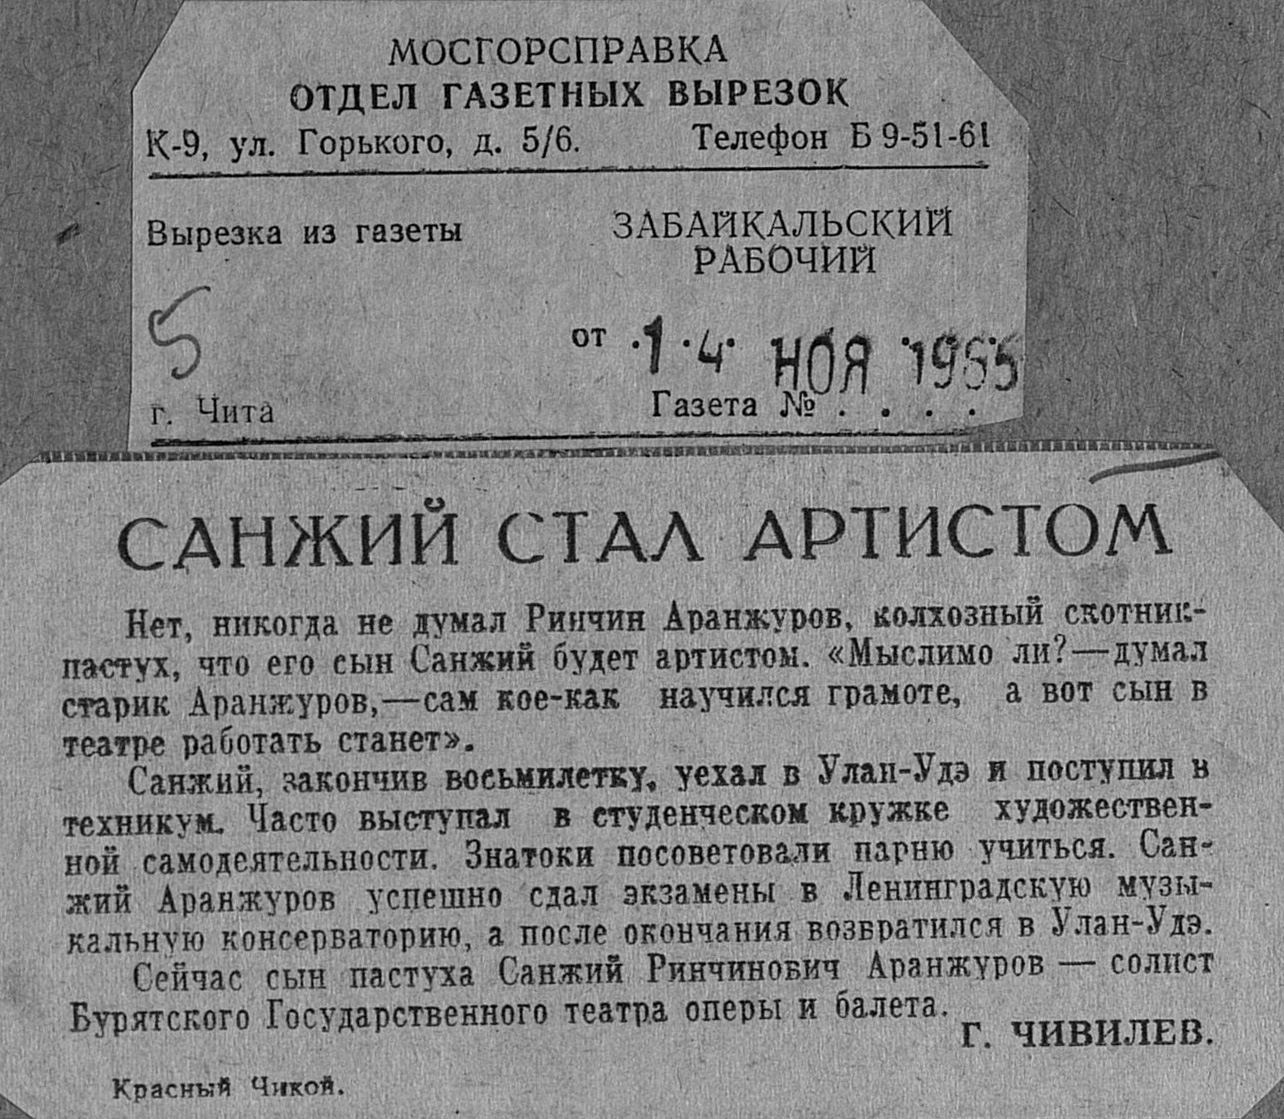 МОСГОРСПРАВКА
ОТДЕЛ ГАЗЕТНЫХ ВЫРЕЗОК
К-9, ул. Горького, д. 5/6. Телефон Б 9-51-61
Вырезка из газеты ЗАБАЙКАЛЬСКИЙ
РАБОЧИЙ
5
от ·1·4· НОЯ 1965
г. Чита Газета № . . . .
САНЖИЙ СТАЛ АРТИСТОМ
Нет, никогда не думал Ринчин Аранжуров, колхозный скотник-
пастух, что его сын Санжий будет артистом. «Мыслимо ли?—думал
старик Аранжуров,—сам кое-как научился грамоте, а вот сын в
театре работать станет».
Санжий, закончив восьмилетку, уехал в Улан-Удэ и поступил в
техникум. Часто выступал в студенческом кружке художествен-
ной самодеятельности. Знатоки посоветовали парню учиться. Сан-
жий Аранжуров успешно сдал экзамены в Ленинградскую музы-
кальную консерваторию, а после окончания возвратился в Улан-Удэ.
Сейчас сын пастуха Санжий Ринчинович Аранжуров — солист
Бурятского Государственного театра оперы и балета.
Г. ЧИВИЛЕВ.
Красный Чикой.